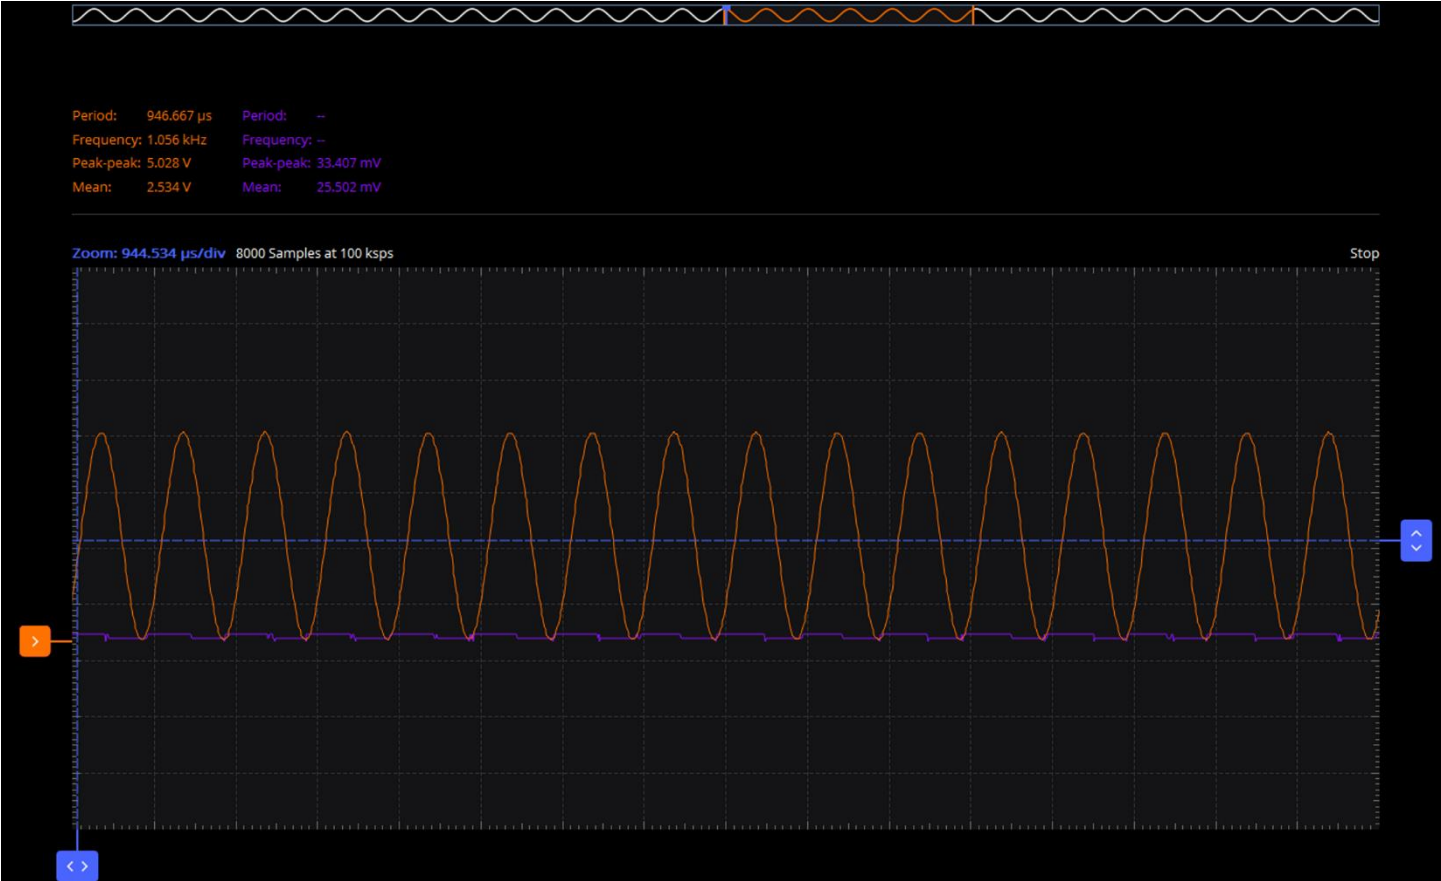 Period: 946.667 µs Period: --
Frequency: 1.056 kHz Frequency: --
Peak-peak: 5.028 V Peak-peak: 33.407 mV
Mean: 2.534 V Mean: 25.502 mV
Zoom: 944.534 µs/div 8000 Samples at 100 ksps Stop